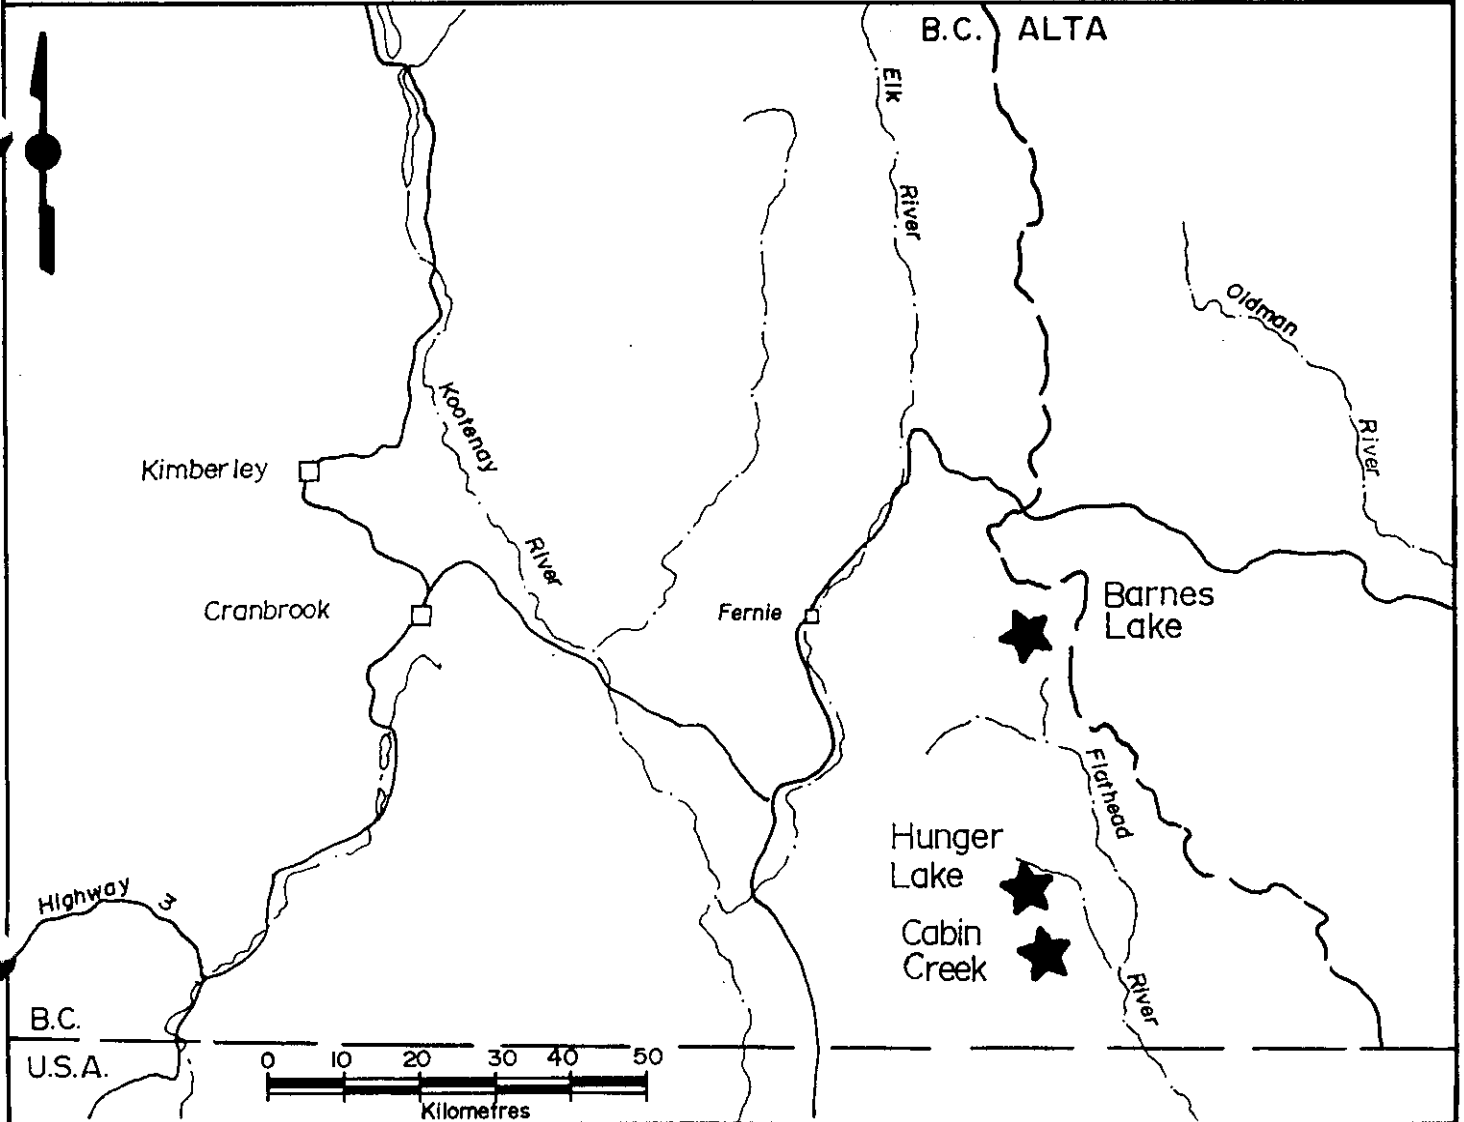 B.C. ALTA
Elk
River
Oldman
River
Kootenay
River
Kimberley
Cranbrook
Fernie
Barnes
Lake
Flathead
River
Hunger
Lake
Cabin
Creek
Highway 3
B.C.
U.S.A.
0 10 20 30 40 50
Kilometres